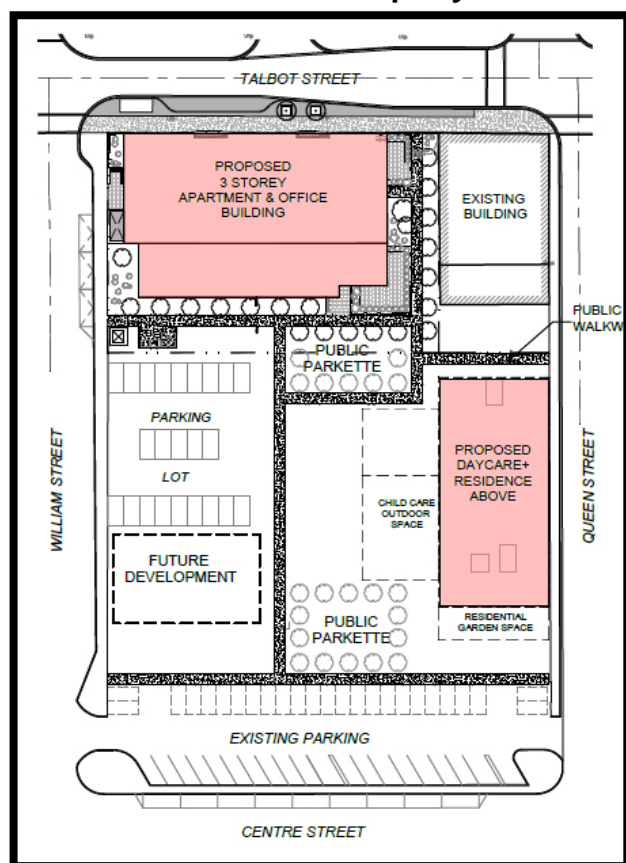 TALBOT STREET
PROPOSED
3 STOREY
APARTMENT & OFFICE
BUILDING
EXISTING
BUILDING
PUBLIC
WALKW
PUBLIC
PARKETTE
PARKING
LOT
WILLIAM STREET
QUEEN STREET
PROPOSED
DAYCARE+
RESIDENCE
ABOVE
CHILD CARE
OUTDOOR
SPACE
FUTURE
DEVELOPMENT
PUBLIC
PARKETTE
RESIDENTIAL
GARDEN SPACE
EXISTING PARKING
CENTRE STREET